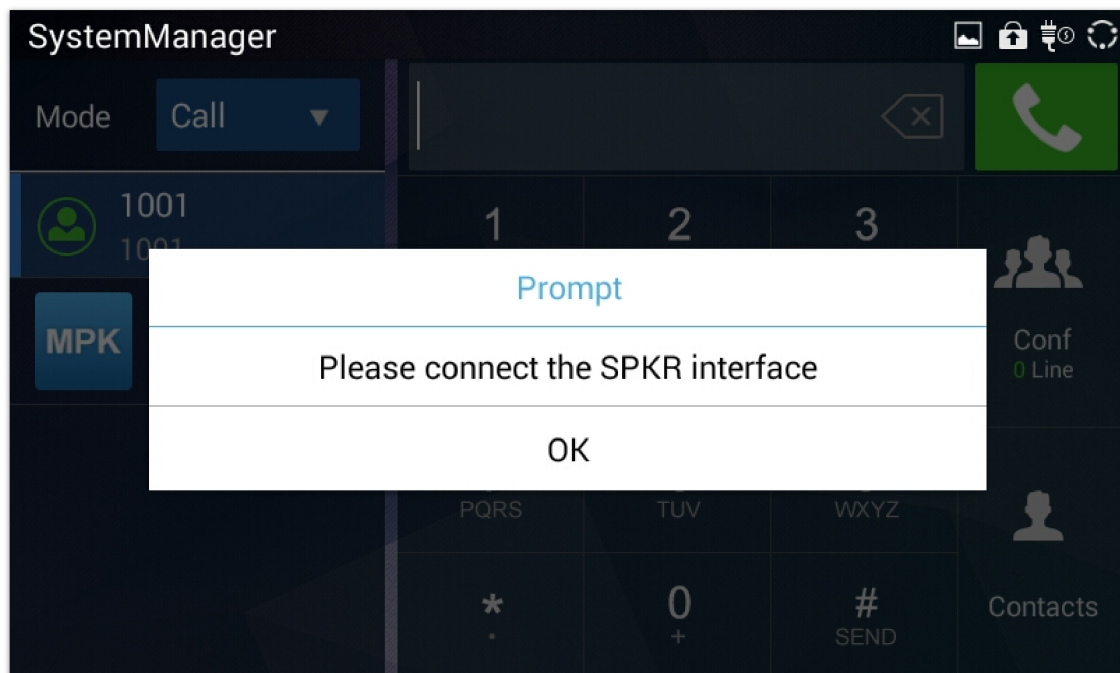 SystemManager
Mode
Call
1001
1001
MPK
1
2
3
Prompt
Please connect the SPKR interface
OK
Conf
0 Line
PQRS
TUV
WXYZ
*
.
0
+
#
SEND
Contacts